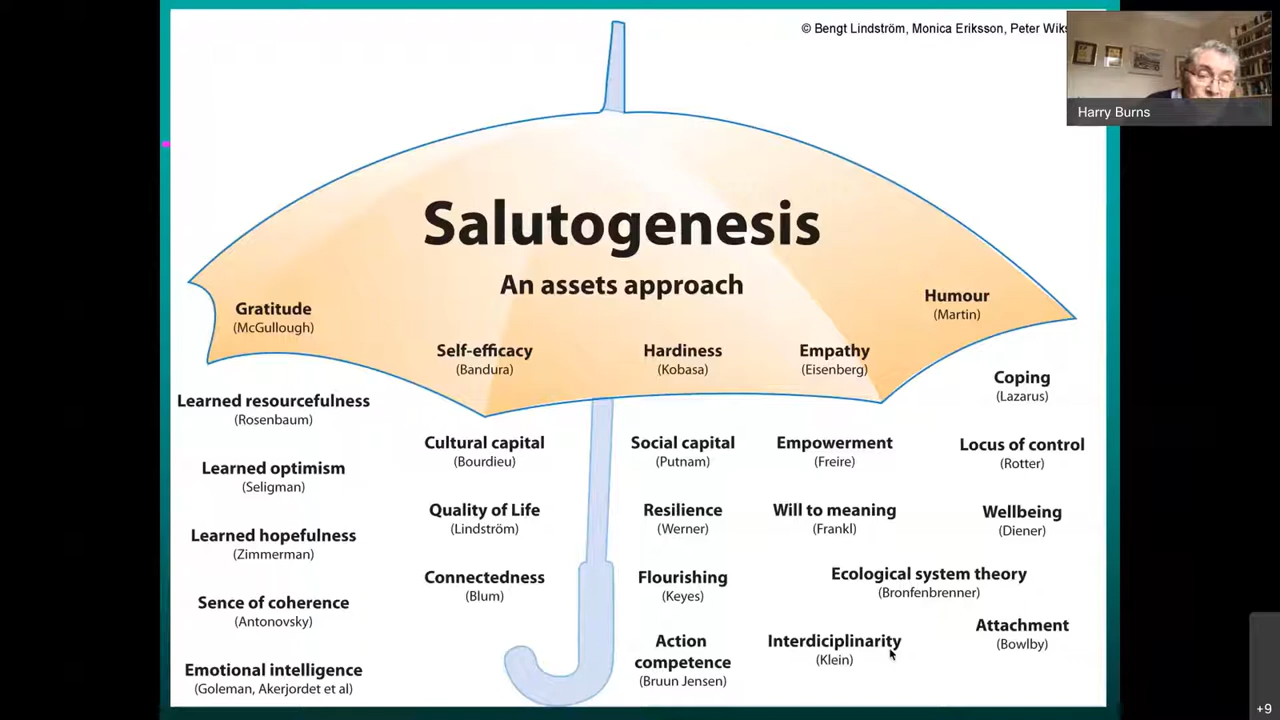 © Bengt Lindström, Monica Eriksson, Peter Wiks
Harry Burns
Salutogenesis
An assets approach
Gratitude
(McGullough)
Humour
(Martin)
Self-efficacy
(Bandura)
Hardiness
(Kobasa)
Empathy
(Eisenberg)
Learned resourcefulness
(Rosenbaum)
Learned optimism
(Seligman)
Learned hopefulness
(Zimmerman)
Sence of coherence
(Antonovsky)
Emotional intelligence
(Goleman, Akerjordet et al)
Cultural capital
(Bourdieu)
Quality of Life
(Lindström)
Connectedness
(Blum)
Social capital
(Putnam)
Resilience
(Werner)
Flourishing
(Keyes)
Action
competence
(Bruun Jensen)
Empowerment
(Freire)
Will to meaning
(Frankl)
Ecological system theory
(Bronfenbrenner)
Interdiciplinarity
(Klein)
Coping
(Lazarus)
Locus of control
(Rotter)
Wellbeing
(Diener)
Attachment
(Bowlby)
+9